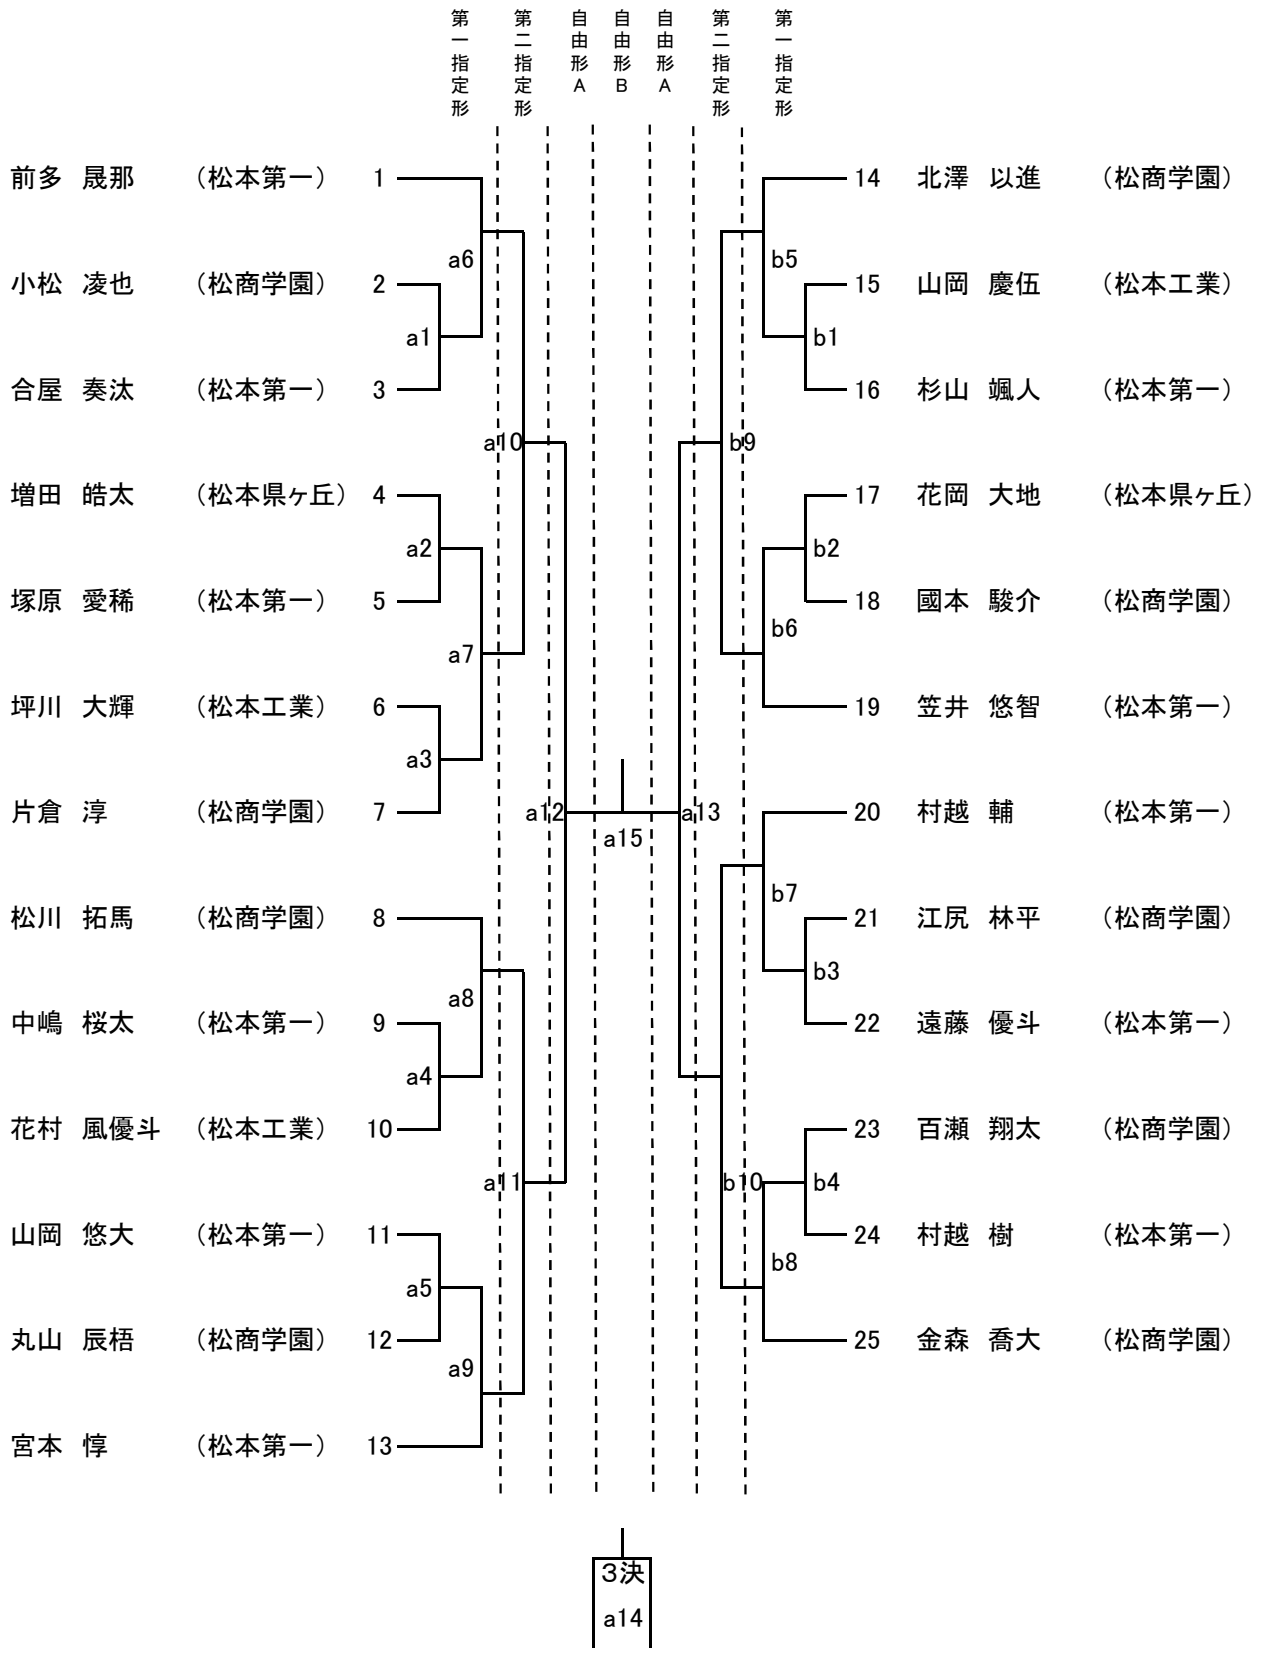 第一指定形 第二指定形 自由形A 自由形B 自由形A 第二指定形 第一指定形
前多 晟那 （松本第一） 1 14 北澤 以進 （松商学園）
a6 b5
小松 凌也 （松商学園） 2 15 山岡 慶伍 （松本工業）
a1 b1
合屋 奏汰 （松本第一） 3 16 杉山 颯人 （松本第一）
a10 b9
増田 皓太 （松本県ヶ丘） 4 17 花岡 大地 （松本県ヶ丘）
a2 b2
塚原 愛稀 （松本第一） 5 18 國本 駿介 （松商学園）
a7 b6
坪川 大輝 （松本工業） 6 19 笠井 悠智 （松本第一）
a3
片倉 淳 （松商学園） 7 a12 a13 20 村越 輔 （松本第一）
a15
b7
松川 拓馬 （松商学園） 8 21 江尻 林平 （松商学園）
a8 b3
中嶋 桜太 （松本第一） 9 22 遠藤 優斗 （松本第一）
a4
花村 風優斗 （松本工業） 10 23 百瀬 翔太 （松商学園）
a11 b10 b4
山岡 悠大 （松本第一） 11 24 村越 樹 （松本第一）
a5 b8
丸山 辰梧 （松商学園） 12 25 金森 喬大 （松商学園）
a9
宮本 惇 （松本第一） 13
３決
a14